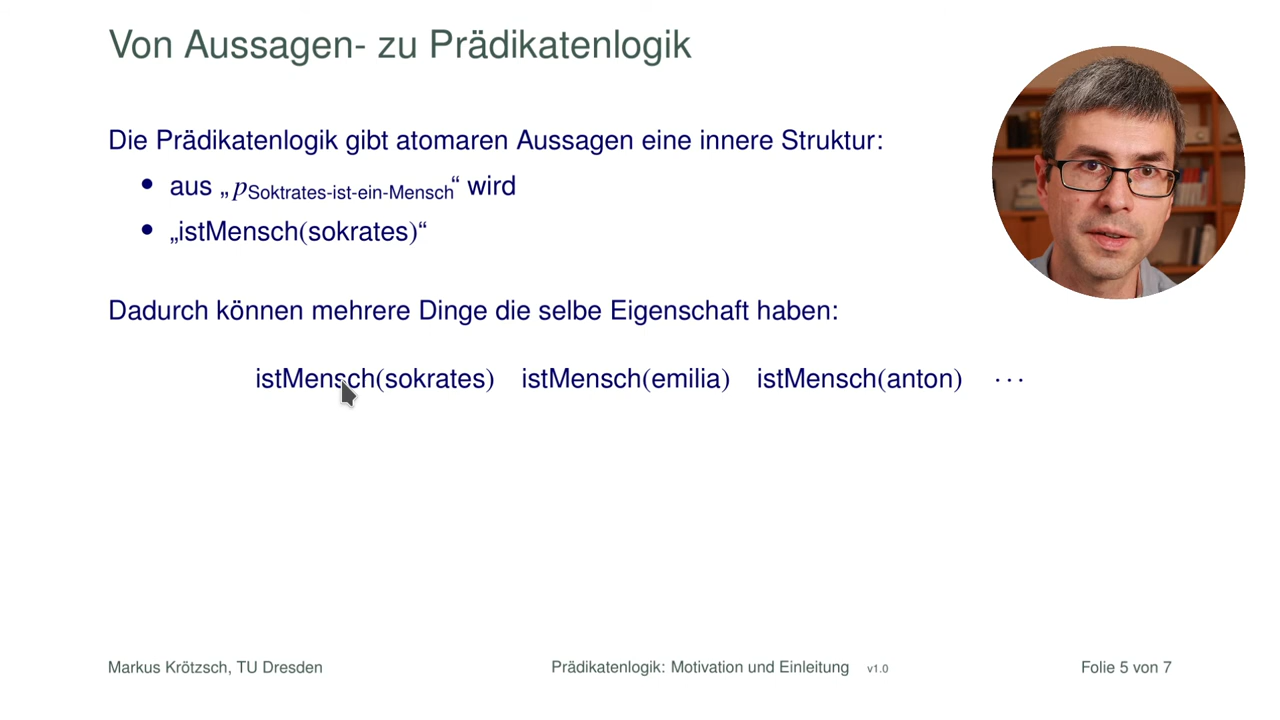 Von Aussagen- zu Prädikatenlogik
Die Prädikatenlogik gibt atomaren Aussagen eine innere Struktur:
• aus „pSoktrates-ist-ein-Mensch“ wird
• „istMensch(sokrates)“
Dadurch können mehrere Dinge die selbe Eigenschaft haben:
istMensch(sokrates) istMensch(emilia) istMensch(anton) ···
Markus Krötzsch, TU Dresden Prädikatenlogik: Motivation und Einleitung v1.0 Folie 5 von 7